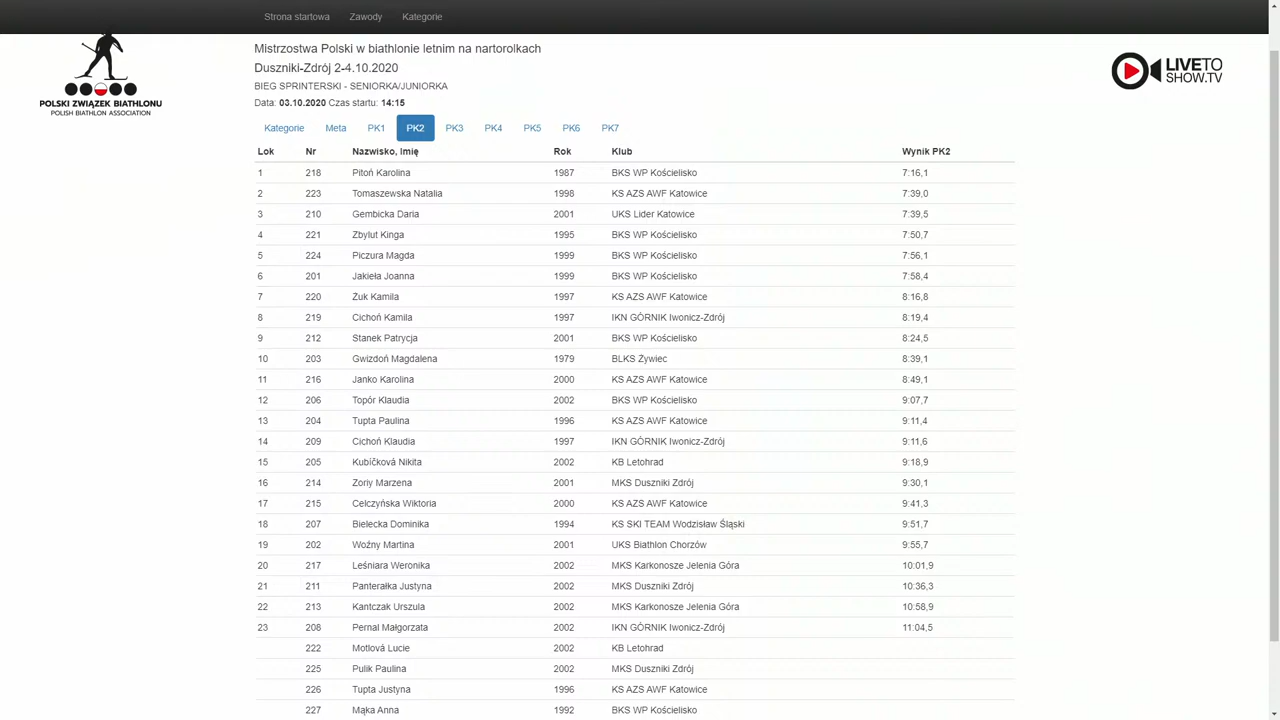 Strona startowa Zawody Kategorie
Mistrzostwa Polski w biathlonie letnim na nartorolkach
Duszniki-Zdrój 2-4.10.2020
BIEG SPRINTERSKI - SENIORKA/JUNIORKA
Data: 03.10.2020 Czas startu: 14:15
POLSKI ZWIĄZEK BIATHLONU
POLISH BIATHLON ASSOCIATION
LIVETO
SHOW.TV
Kategorie Meta PK1 PK2 PK3 PK4 PK5 PK6 PK7
Lok Nr Nazwisko, Imię Rok Klub Wynik PK2
1 218 Pitoń Karolina 1987 BKS WP Kościelisko 7:16,1
2 223 Tomaszewska Natalia 1998 KS AZS AWF Katowice 7:39,0
3 210 Gembicka Daria 2001 UKS Lider Katowice 7:39,5
4 221 Zbylut Kinga 1995 BKS WP Kościelisko 7:50,7
5 224 Piczura Magda 1999 BKS WP Kościelisko 7:56,1
6 201 Jakieła Joanna 1999 BKS WP Kościelisko 7:58,4
7 220 Żuk Kamila 1997 KS AZS AWF Katowice 8:16,8
8 219 Cichoń Kamila 1997 IKN GÓRNIK Iwonicz-Zdrój 8:19,4
9 212 Stanek Patrycja 2001 BKS WP Kościelisko 8:24,5
10 203 Gwizdoń Magdalena 1979 BLKS Żywiec 8:39,1
11 216 Janko Karolina 2000 KS AZS AWF Katowice 8:49,1
12 206 Topór Klaudia 2002 BKS WP Kościelisko 9:07,7
13 204 Tupta Paulina 1996 KS AZS AWF Katowice 9:11,4
14 209 Cichoń Klaudia 1997 IKN GÓRNIK Iwonicz-Zdrój 9:11,6
15 205 Kubíčková Nikita 2002 KB Letohrad 9:18,9
16 214 Zoriy Marzena 2001 MKS Duszniki Zdrój 9:30,1
17 215 Celczyńska Wiktoria 2000 KS AZS AWF Katowice 9:41,3
18 207 Bielecka Dominika 1994 KS SKI TEAM Wodzisław Śląski 9:51,7
19 202 Woźny Martina 2001 UKS Biathlon Chorzów 9:55,7
20 217 Leśniara Weronika 2002 MKS Karkonosze Jelenia Góra 10:01,9
21 211 Panterałka Justyna 2002 MKS Duszniki Zdrój 10:36,3
22 213 Kantczak Urszula 2002 MKS Karkonosze Jelenia Góra 10:58,9
23 208 Pernal Małgorzata 2002 IKN GÓRNIK Iwonicz-Zdrój 11:04,5
222 Motlová Lucie 2002 KB Letohrad
225 Pulik Paulina 2002 MKS Duszniki Zdrój
226 Tupta Justyna 1996 KS AZS AWF Katowice
227 Mąka Anna 1992 BKS WP Kościelisko